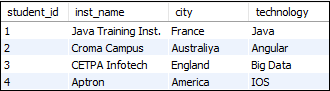 student_id inst_name city technology
1 Java Training Inst. France Java
2 Croma Campus Australiya Angular
3 CETPA Infotech England Big Data
4 Aptron America IOS